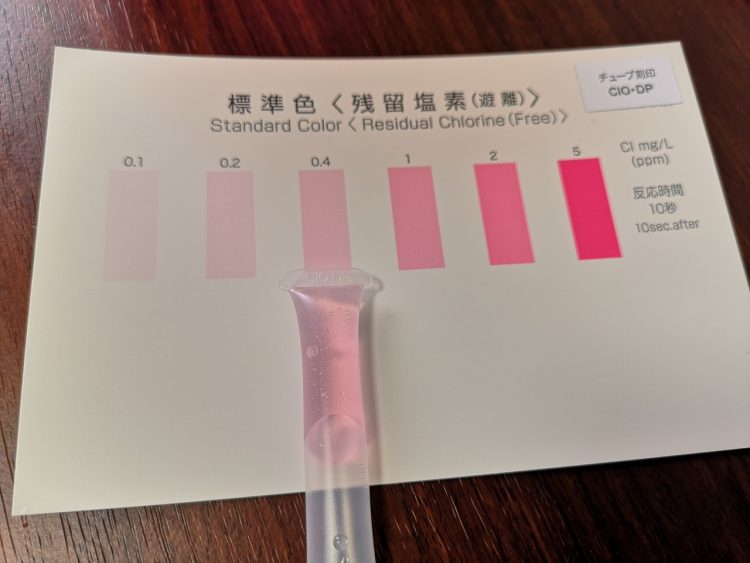 チューブ刻印
ClO・DP
標準色〈残留塩素(遊離)〉
Standard Color〈Residual Chlorine(Free)〉
0.1 0.2 0.4 1 2 5
Cl mg/L
(ppm)
反応時間
10秒
10sec.after
ClO·DP